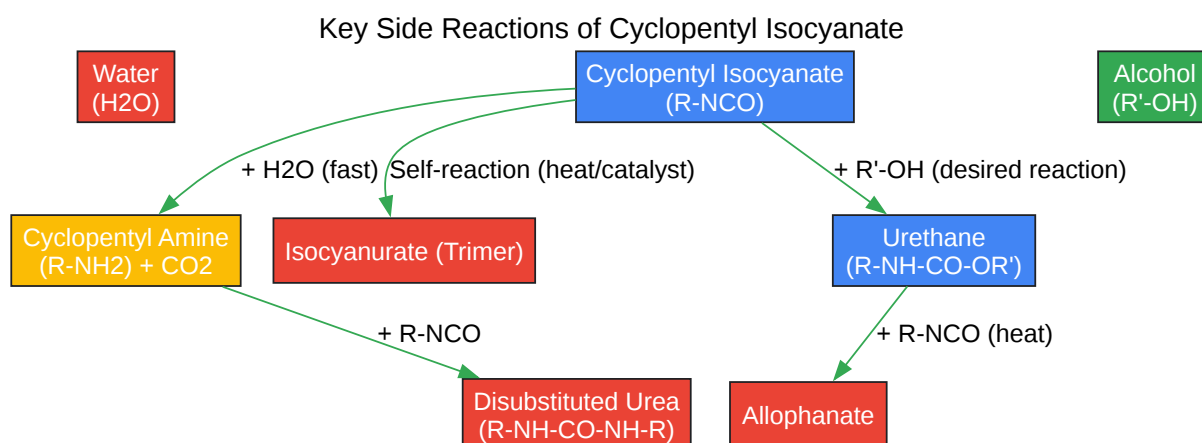 Key Side Reactions of Cyclopentyl Isocyanate
Water
(H2O)
Cyclopentyl Isocyanate
(R-NCO)
Alcohol
(R'-OH)
+ H2O (fast)
Self-reaction (heat/catalyst)
+ R'-OH (desired reaction)
Cyclopentyl Amine
(R-NH2) + CO2
Isocyanurate (Trimer)
Urethane
(R-NH-CO-OR')
+ R-NCO
+ R-NCO (heat)
Disubstituted Urea
(R-NH-CO-NH-R)
Allophanate